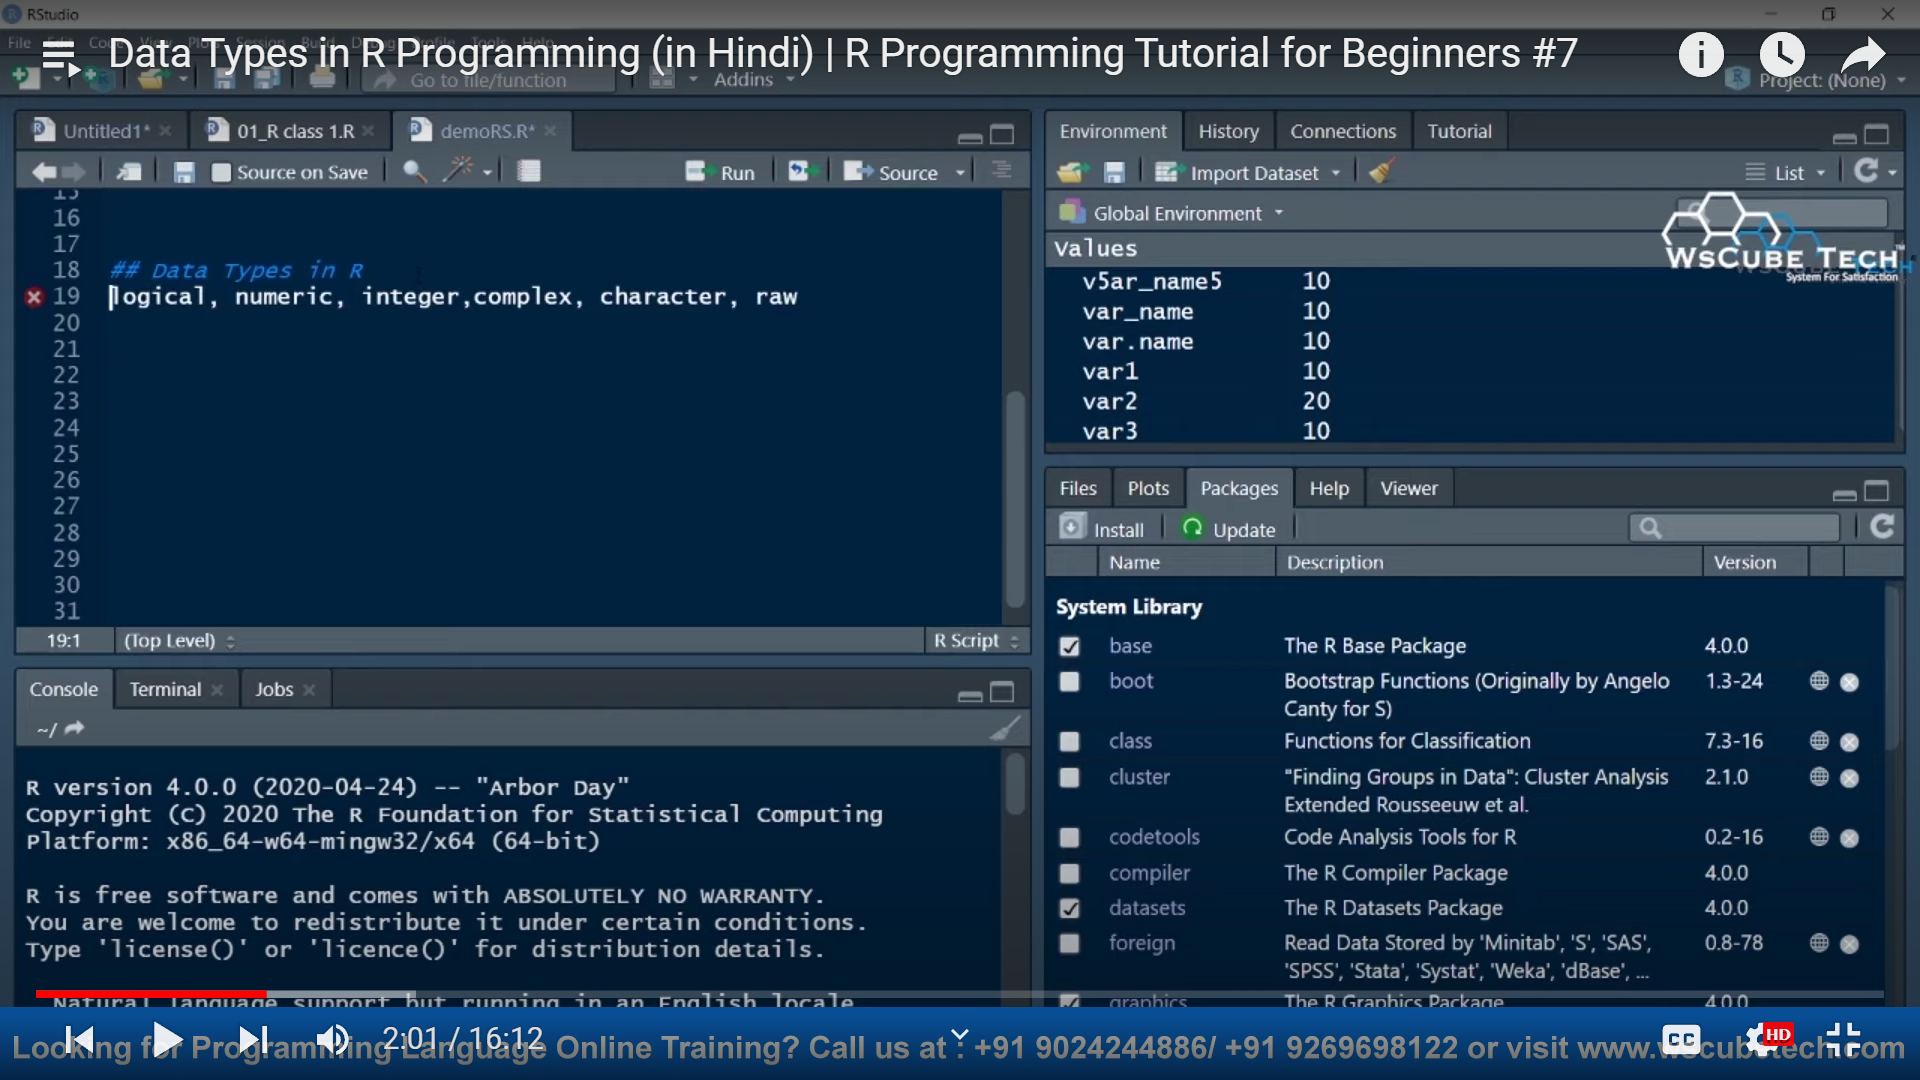 RStudio
Data Types in R Programming (in Hindi) | R Programming Tutorial for Beginners #7
Go to file/function
Addins
Project: (None)
Untitled1*
01_R class 1.R
demoRS.R*
Source on Save
Run
Source
16
17
18 ## Data Types in R
19 logical, numeric, integer,complex, character, raw
20
21
22
23
24
25
26
27
28
29
30
31
19:1 (Top Level) R Script
Console Terminal Jobs
~/
R version 4.0.0 (2020-04-24) -- "Arbor Day"
Copyright (C) 2020 The R Foundation for Statistical Computing
Platform: x86_64-w64-mingw32/x64 (64-bit)
R is free software and comes with ABSOLUTELY NO WARRANTY.
You are welcome to redistribute it under certain conditions.
Type 'license()' or 'licence()' for distribution details.
Natural language support but running in an English locale
Environment History Connections Tutorial
Import Dataset
List
Global Environment
WsCube Tech
System For Satisfaction
Values
v5ar_name5 10
var_name 10
var.name 10
var1 10
var2 20
var3 10
Files Plots Packages Help Viewer
Install Update
Name Description Version
System Library
base The R Base Package 4.0.0
boot Bootstrap Functions (Originally by Angelo 1.3-24
Canty for S)
class Functions for Classification 7.3-16
cluster "Finding Groups in Data": Cluster Analysis 2.1.0
Extended Rousseeuw et al.
codetools Code Analysis Tools for R 0.2-16
compiler The R Compiler Package 4.0.0
datasets The R Datasets Package 4.0.0
foreign Read Data Stored by 'Minitab', 'S', 'SAS', 0.8-78
'SPSS', 'Stata', 'Systat', 'Weka', 'dBase', ...
graphics The R Graphics Package 4.0.0
2:01 / 16:12
CC
HD
Looking for Programming Language Online Training? Call us at : +91 9024244886/ +91 9269698122 or visit www.wscubetech.com